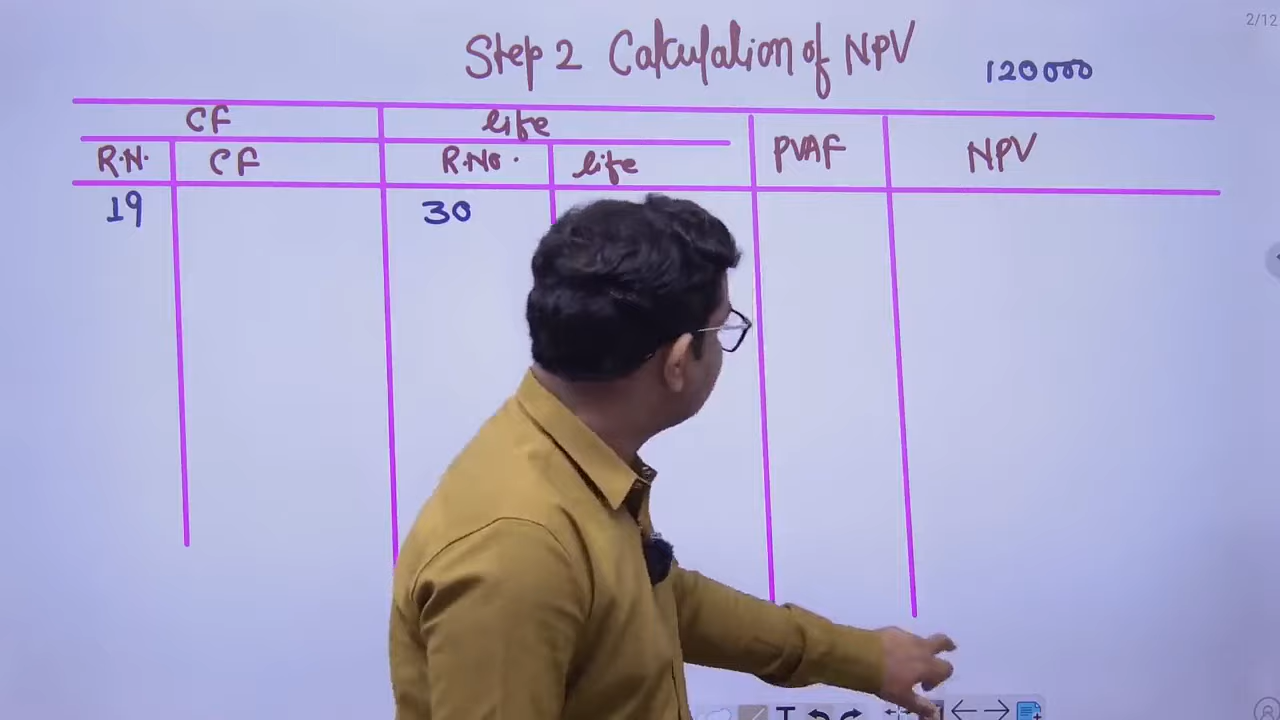 2/12
Step 2 Calculation of NPV 120000
CF life PVAF NPV
R.N. CF R.No. life
19 30